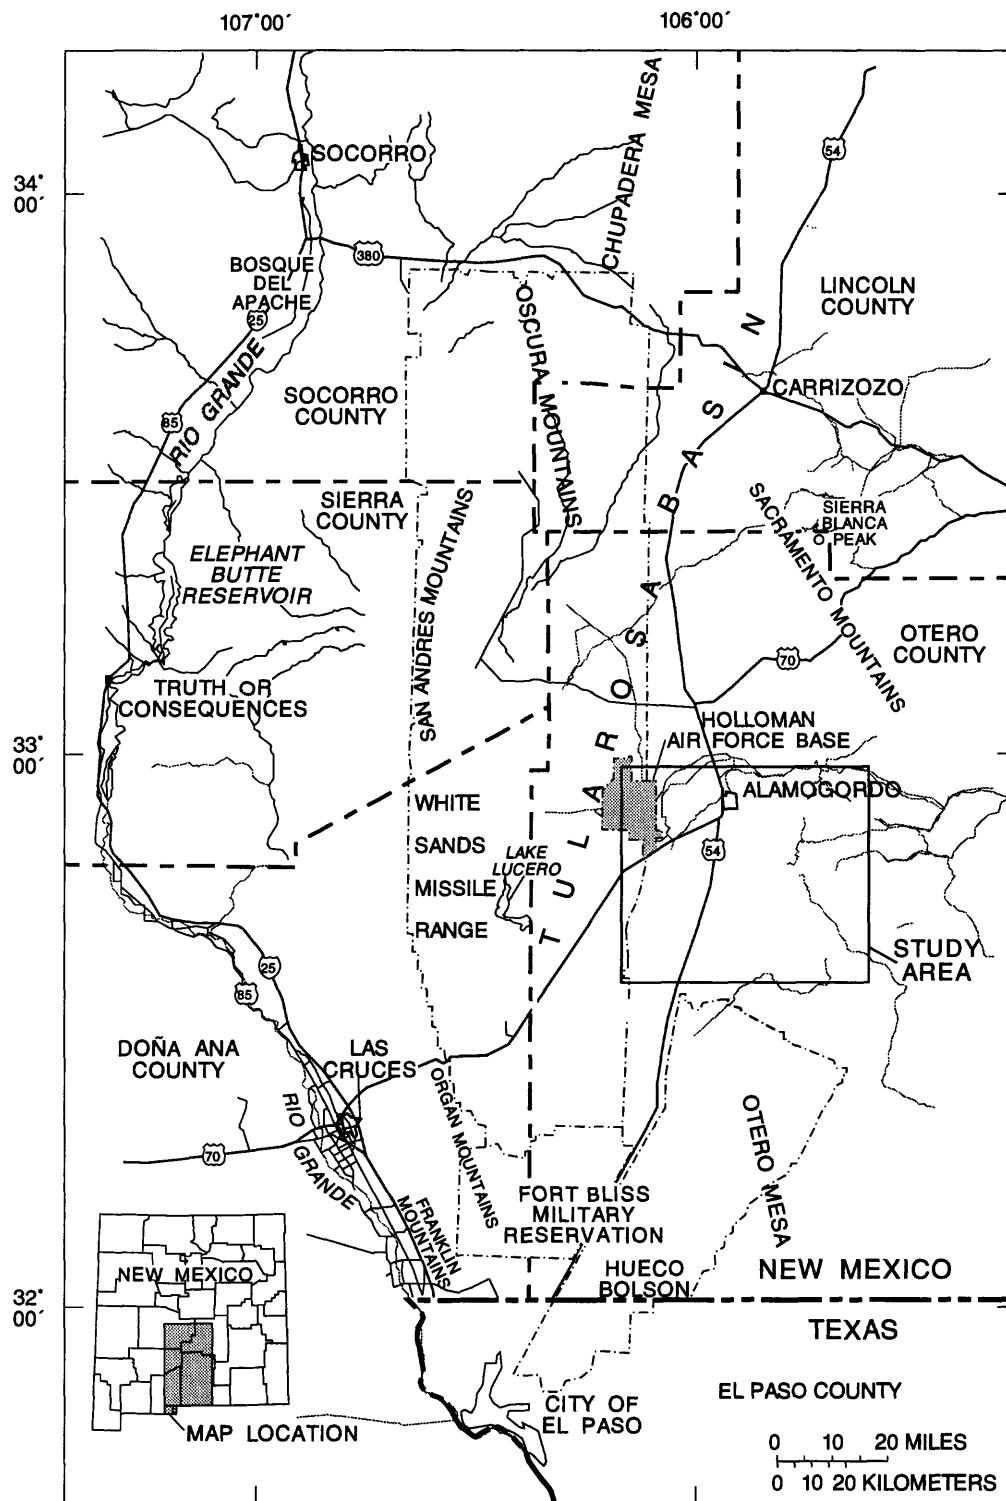 107°00′
106°00′
CHUPADERA MESA
54
SOCORRO
34°
00′
380
BOSQUE
DEL
APACHE
25
LINCOLN
COUNTY
OSCURA MOUNTAINS
RIO GRANDE
SOCORRO
COUNTY
CARRIZOZO
85
TULAROSA BASIN
SIERRA
COUNTY
SAN ANDRES MOUNTAINS
SACRAMENTO MOUNTAINS
SIERRA
BLANCA
PEAK
ELEPHANT
BUTTE
RESERVOIR
OTERO
COUNTY
70
TRUTH OR
CONSEQUENCES
HOLLOMAN
AIR FORCE BASE
33°
00′
WHITE
SANDS
MISSILE
RANGE
ALAMOGORDO
LAKE
LUCERO
54
STUDY
AREA
25
85
DOÑA ANA
COUNTY
LAS
CRUCES
ORGAN MOUNTAINS
RIO
GRANDE
70
OTERO MESA
FRANKLIN
MOUNTAINS
FORT BLISS
MILITARY
RESERVATION
HUECO
BOLSON
NEW MEXICO
NEW MEXICO
32°
00′
TEXAS
EL PASO COUNTY
CITY OF
EL PASO
MAP LOCATION
0 10 20 MILES
0 10 20 KILOMETERS